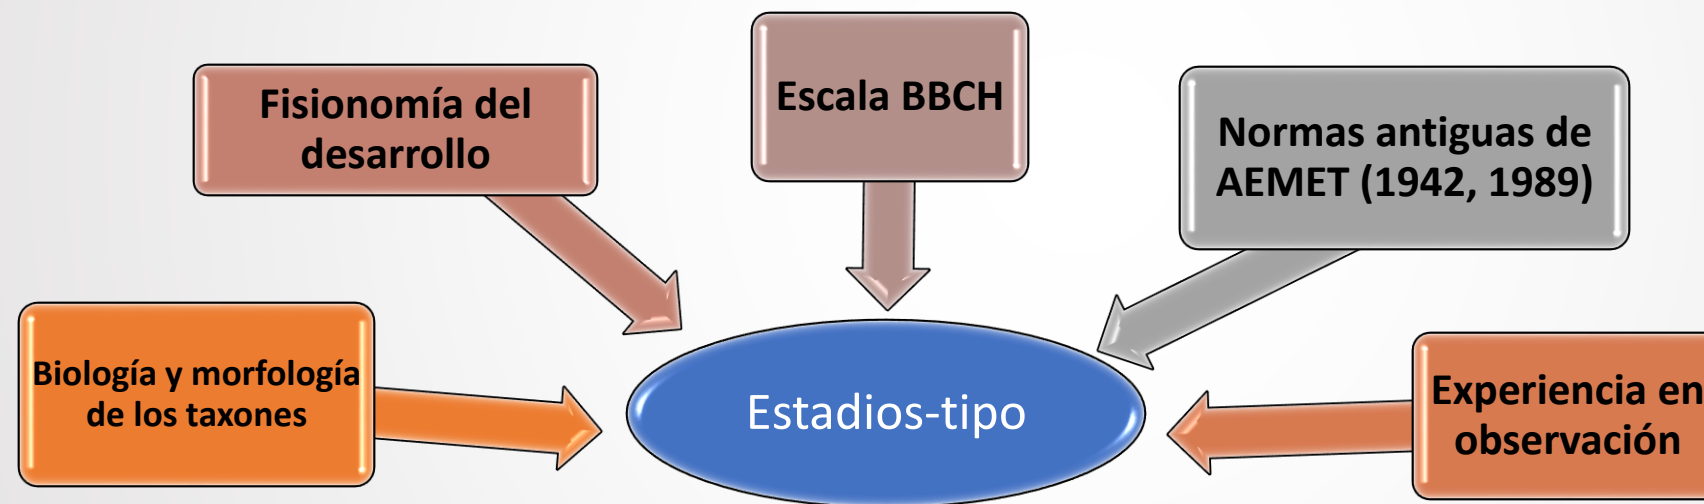 Fisionomía del
desarrollo
Escala BBCH
Normas antiguas de
AEMET (1942, 1989)
Biología y morfología
de los taxones
Estadios-tipo
Experiencia en
observación